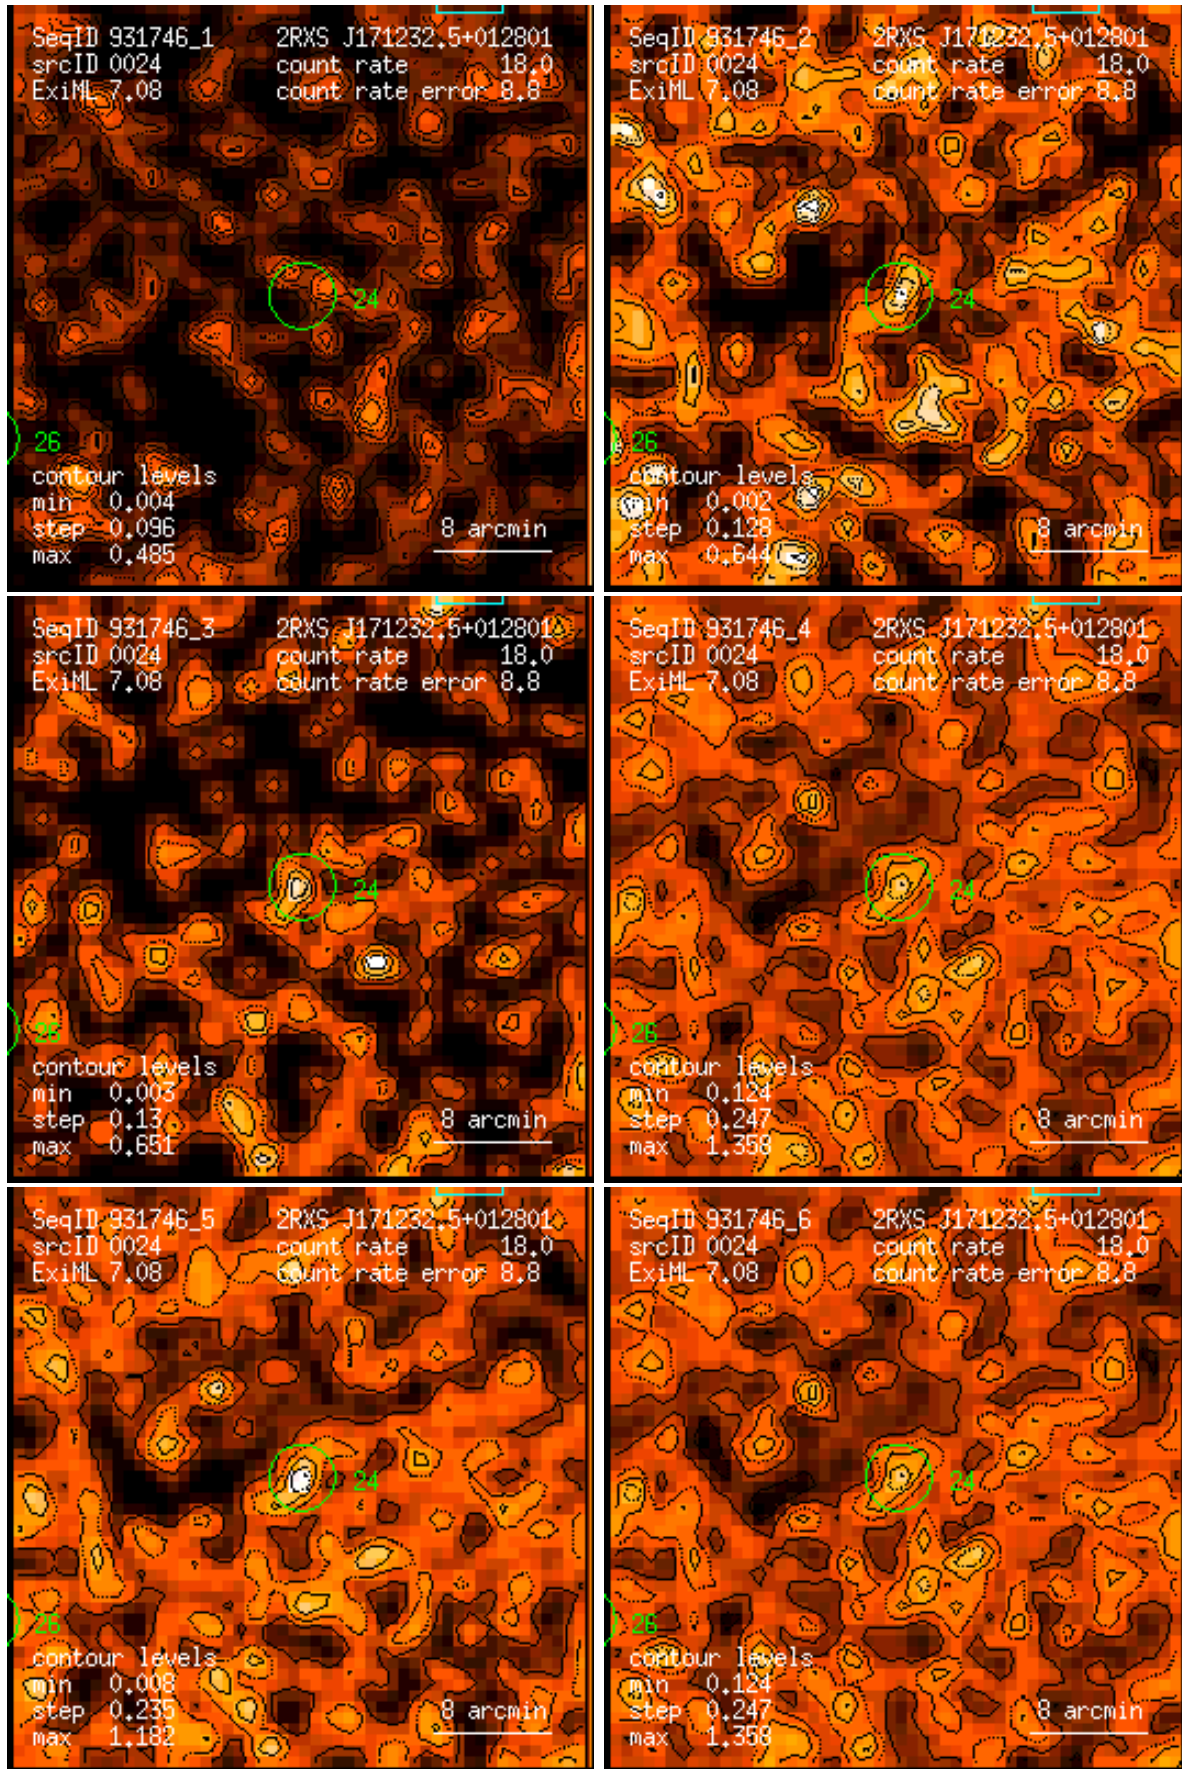 SeqID 931746_1 2RXS J171232.5+012801
srcID 0024 count rate 18.0
ExiML 7.08 count rate error 8.8
24
26
contour levels
min 0.004
step 0.096
max 0.485
8 arcmin
SeqID 931746_2 2RXS J171232.5+012801
srcID 0024 count rate 18.0
ExiML 7.08 count rate error 8.8
24
26
contour levels
min 0.002
step 0.128
max 0.644
8 arcmin
SeqID 931746_3 2RXS J171232.5+012801
srcID 0024 count rate 18.0
ExiML 7.08 count rate error 8.8
24
26
contour levels
min 0.003
step 0.13
max 0.651
8 arcmin
SeqID 931746_4 2RXS J171232.5+012801
srcID 0024 count rate 18.0
ExiML 7.08 count rate error 8.8
24
26
contour levels
min 0.124
step 0.247
max 1.358
8 arcmin
SeqID 931746_5 2RXS J171232.5+012801
srcID 0024 count rate 18.0
ExiML 7.08 count rate error 8.8
24
26
contour levels
min 0.008
step 0.235
max 1.182
8 arcmin
SeqID 931746_6 2RXS J171232.5+012801
srcID 0024 count rate 18.0
ExiML 7.08 count rate error 8.8
24
26
contour levels
min 0.124
step 0.247
max 1.358
8 arcmin